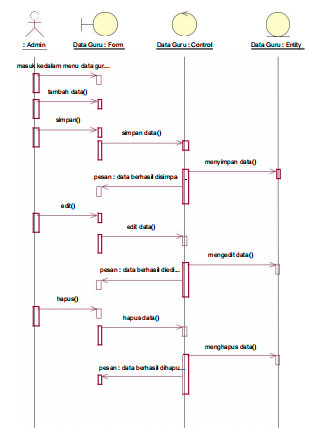 : Admin
Data Guru : Form
Data Guru : Control
Data Guru : Entity
masuk kedalam menu data gur...
tambah data()
simpan()
simpan data()
menyimpan data()
pesan : data berhasil disimpa
edit()
edit data()
mengedit data()
pesan : data berhasil diedi...
hapus()
hapus data()
menghapus data()
pesan : data berhasil dihapu...